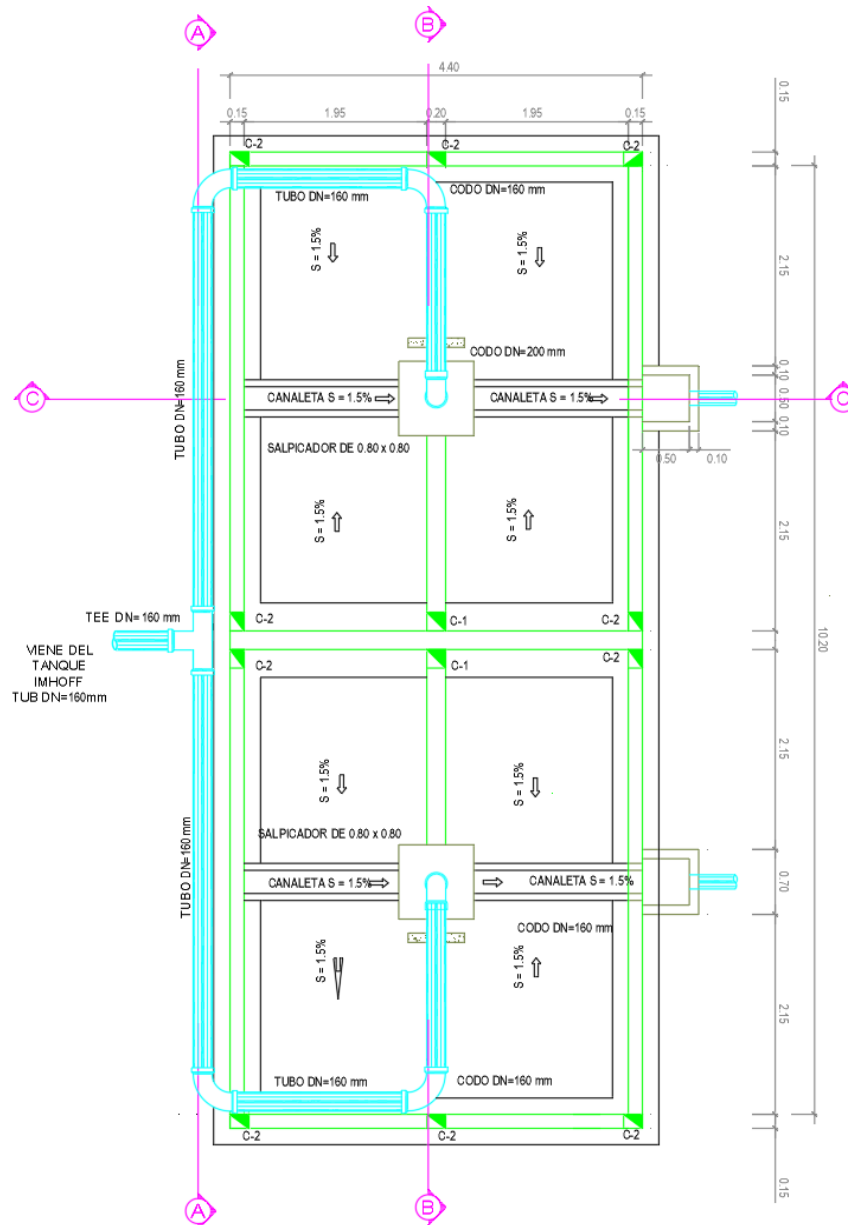 A
B
4.40
0.15
1.95
0.20
1.95
0.15
0.15
C-2
C-2
C-2
TUBO DN=160 mm
CODO DN=160 mm
S = 1.5%
S = 1.5%
2.15
CODO DN=200 mm
TUBO DN=160 mm
0.10
C
CANALETA S = 1.5%
CANALETA S = 1.5%
0.50
C
0.10
SALPICADOR DE 0.80 x 0.80
0.50
0.10
S = 1.5%
S = 1.5%
2.15
TEE DN= 160 mm
C-2
C-1
C-2
10.20
VIENE DEL
TANQUE
IMHOFF
TUB DN=160mm
C-2
C-1
C-2
2.15
S = 1.5%
S = 1.5%
SALPICADOR DE 0.80 x 0.80
TUBO DN=160 mm
CANALETA S = 1.5%
CANALETA S = 1.5%
0.70
CODO DN=160 mm
S = 1.5%
S = 1.5%
2.15
TUBO DN=160 mm
CODO DN=160 mm
C-2
C-2
C-2
0.15
A
B